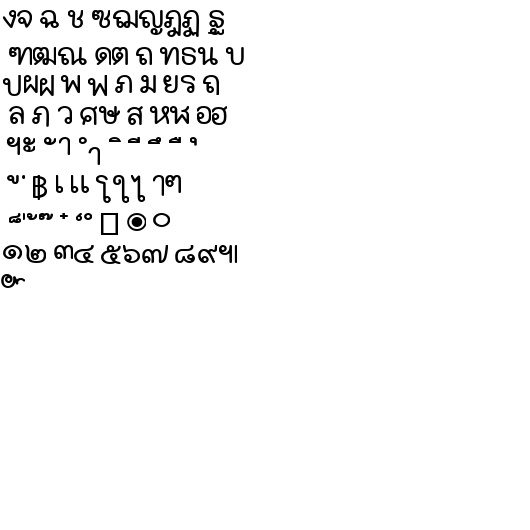 งจ ฉ ช ซฌญฎฏ ฐ
ฑฒณ ดต ถ ทธน บ
ปผฝ พ ฟ ภ ม ยร ฤ
ล ฦ ว ศษ ส หฬ อฮ
ฯะ ั า ำ ิ ี ึ ื ุ
ู ฺ ฿ เ แ โใไ ๅๆ
็ ่ ้ ๊ ๋ ์ ํ ๏
๑๒ ๓๔ ๕๖๗ ๘๙ฯ
๛